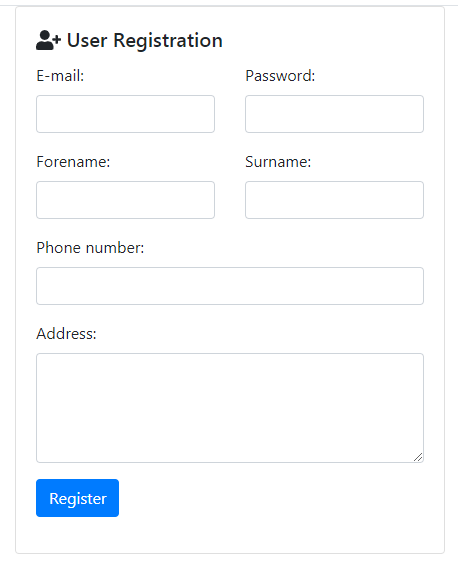 User Registration
E-mail: Password:
Forename: Surname:
Phone number:
Address:
Register